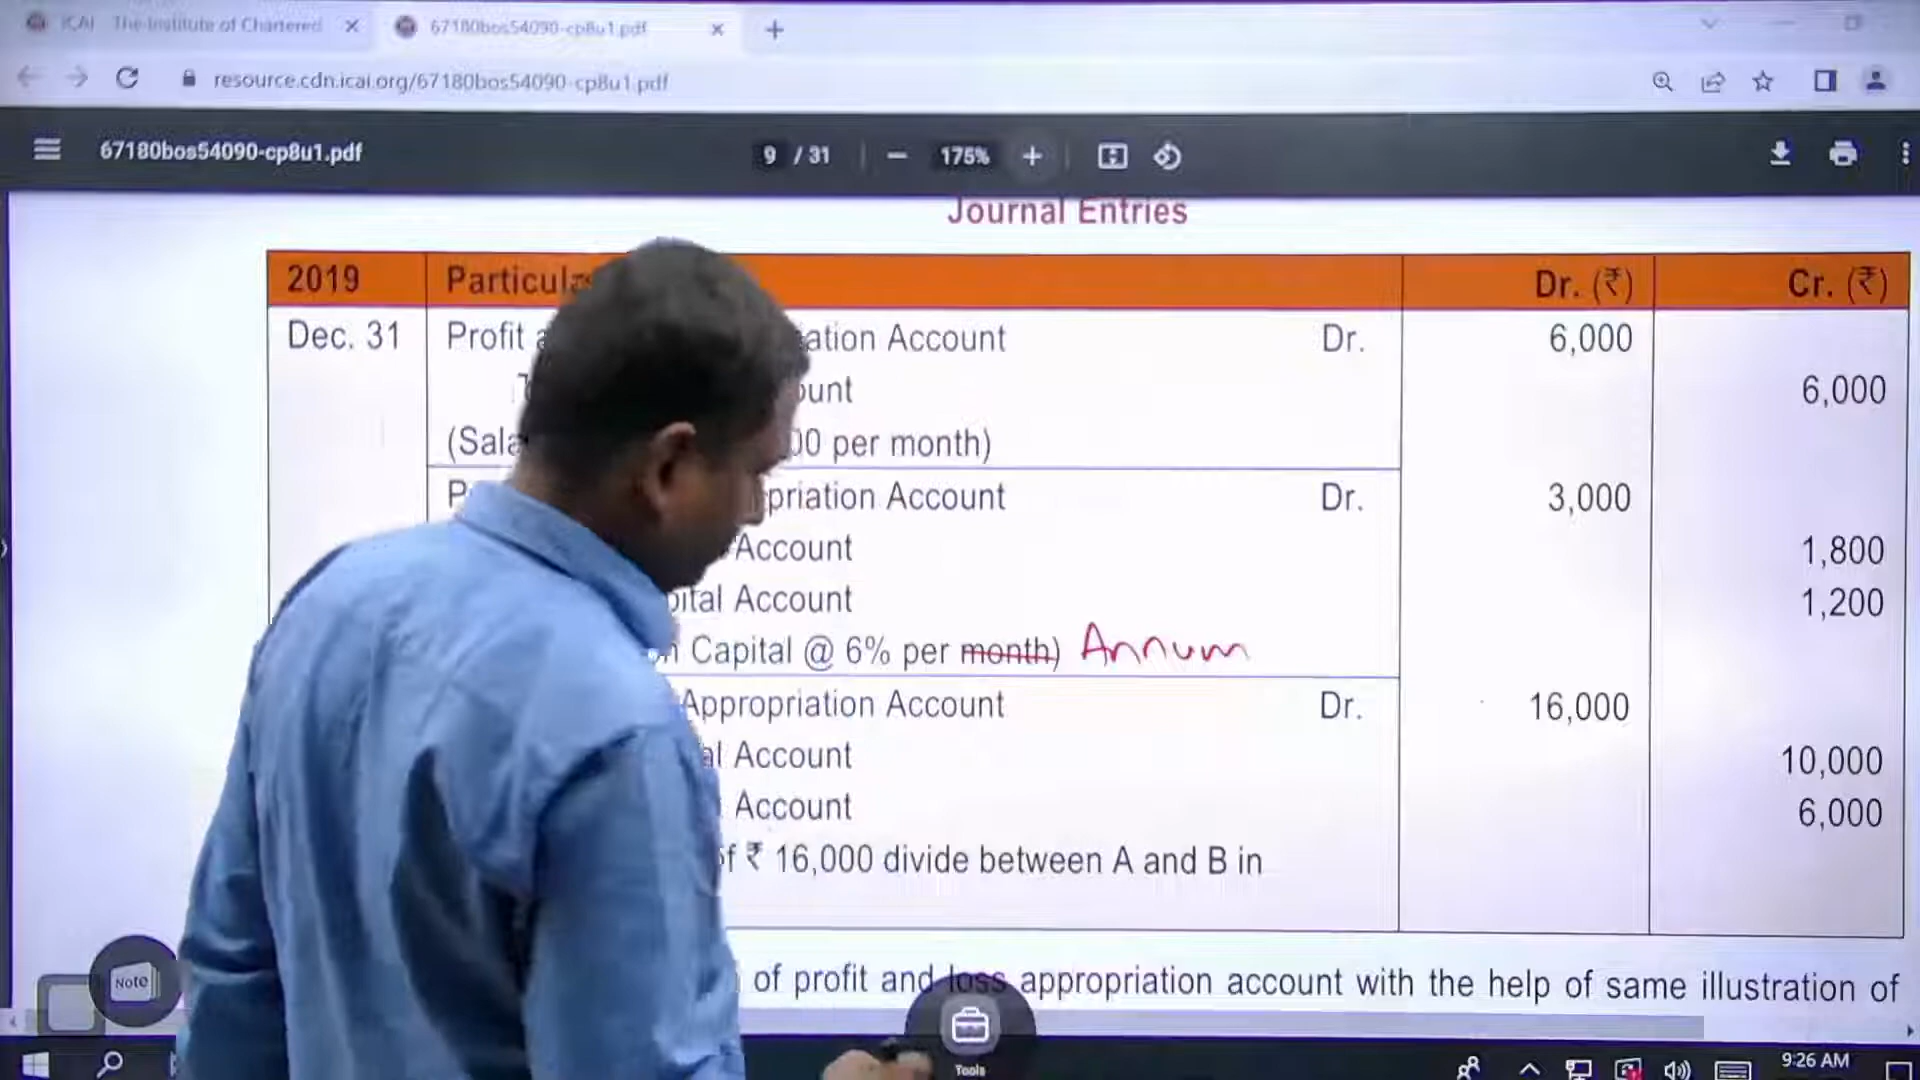 ICAI - The Institute of Chartered
67180bos54090-cp8u1.pdf
resource.cdn.icai.org/67180bos54090-cp8u1.pdf
67180bos54090-cp8u1.pdf
9 / 31
175%
Journal Entries
2019 Particula Dr. (₹) Cr. (₹)
Dec. 31 Profit a iation Account Dr. 6,000
ount 6,000
(Sala 00 per month)
P priation Account Dr. 3,000
Account 1,800
pital Account 1,200
n Capital @ 6% per month) Annum
Appropriation Account Dr. 16,000
al Account 10,000
Account 6,000
of ₹ 16,000 divide between A and B in
of profit and loss appropriation account with the help of same illustration of
Note
Tools
9:26 AM